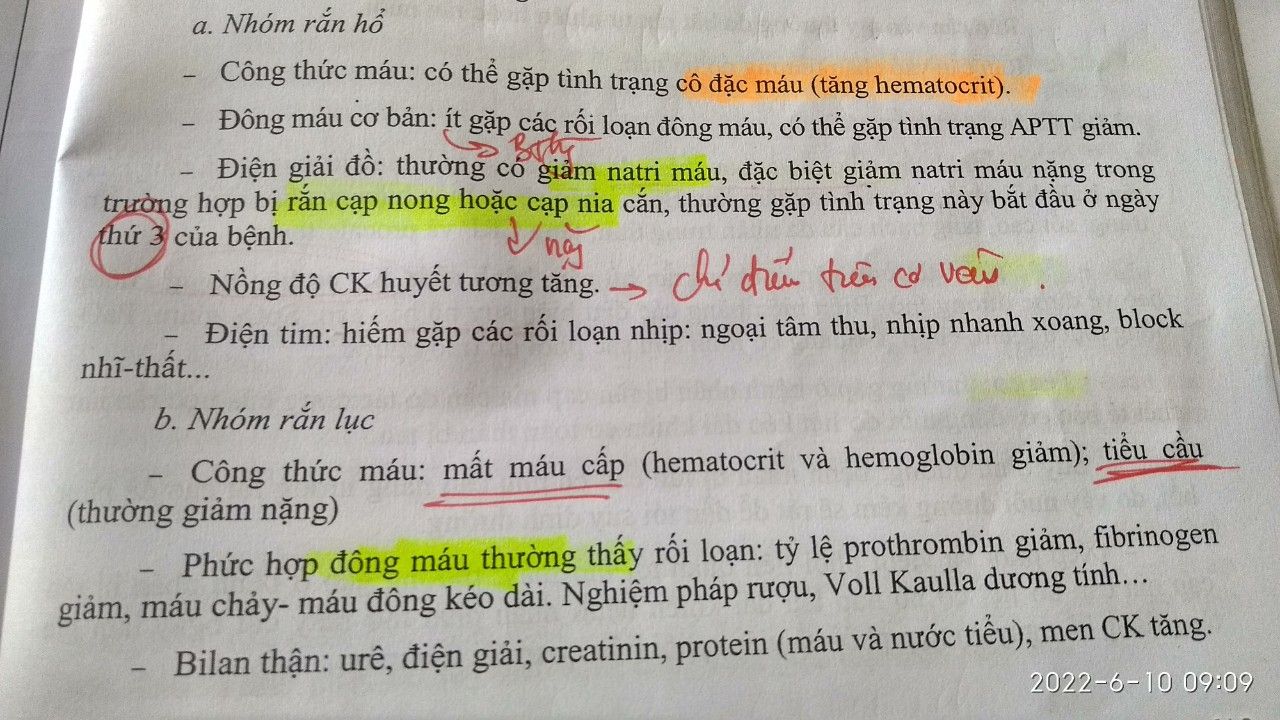 a. Nhóm rắn hổ
– Công thức máu: có thể gặp tình trạng cô đặc máu (tăng hematocrit).
– Đông máu cơ bản: ít gặp các rối loạn đông máu, có thể gặp tình trạng APTT giảm.
– Điện giải đồ: thường có giảm natri máu, đặc biệt giảm natri máu nặng trong
trường hợp bị rắn cạp nong hoặc cạp nia cắn, thường gặp tình trạng này bắt đầu ở ngày
thứ 3 của bệnh.
– Nồng độ CK huyết tương tăng. →
– Điện tim: hiếm gặp các rối loạn nhịp: ngoại tâm thu, nhịp nhanh xoang, block
nhĩ-thất...
b. Nhóm rắn lục
– Công thức máu: mất máu cấp (hematocrit và hemoglobin giảm); tiểu cầu
(thường giảm nặng)
– Phức hợp đông máu thường thấy rối loạn: tỷ lệ prothrombin giảm, fibrinogen
giảm, máu chảy- máu đông kéo dài. Nghiệm pháp rượu, Voll Kaulla dương tính...
– Bilan thận: urê, điện giải, creatinin, protein (máu và nước tiểu), men CK tăng.
2022-6-10 09:09